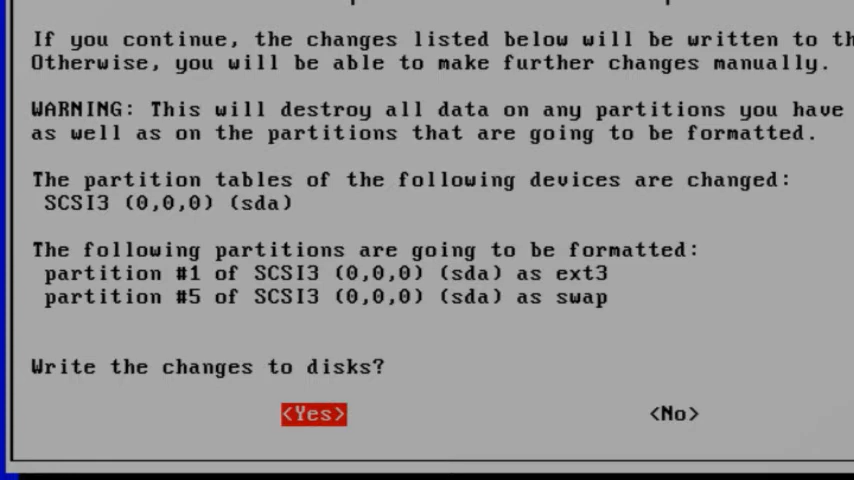 If you continue, the changes listed below will be written to
Otherwise, you will be able to make further changes manually.
WARNING: This will destroy all data on any partitions you have
as well as on the partitions that are going to be formatted.
The partition tables of the following devices are changed:
SCSI3 (0,0,0) (sda)
The following partitions are going to be formatted:
partition #1 of SCSI3 (0,0,0) (sda) as ext3
partition #5 of SCSI3 (0,0,0) (sda) as swap
Write the changes to disks?
<Yes> <No>